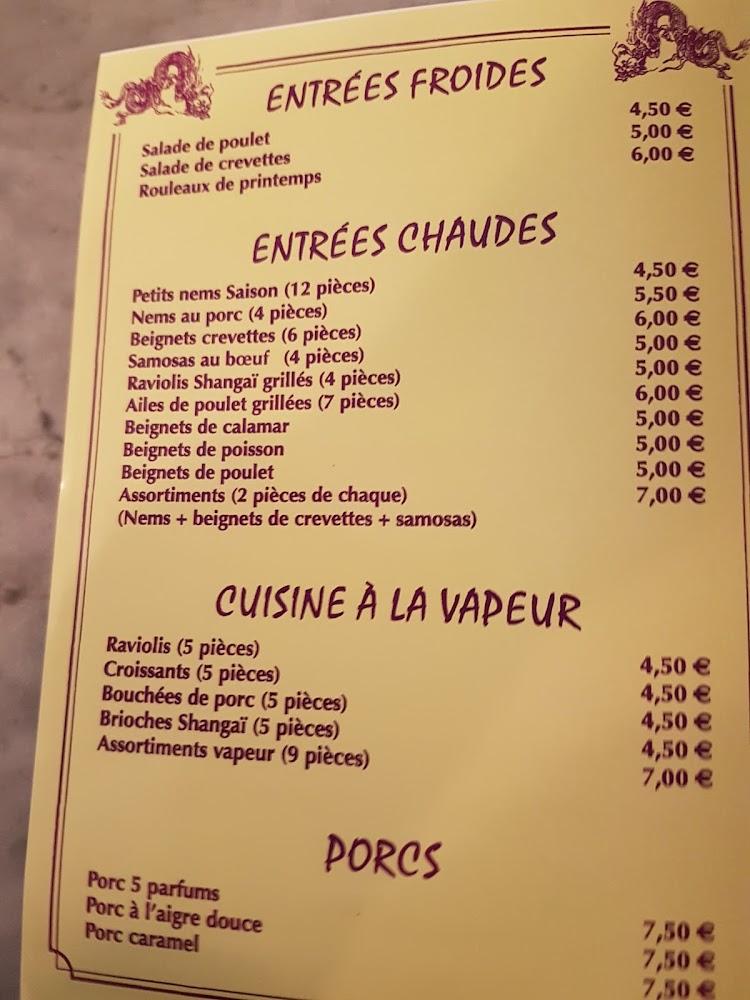 ENTRÉES FROIDES
Salade de poulet 4,50 €
Salade de crevettes 5,00 €
Rouleaux de printemps 6,00 €
ENTRÉES CHAUDES
Petits nems Saison (12 pièces) 4,50 €
Nems au porc (4 pièces) 5,50 €
Beignets crevettes (6 pièces) 6,00 €
Samosas au bœuf (4 pièces) 5,00 €
Raviolis Shangaï grillés (4 pièces) 5,00 €
Ailes de poulet grillées (7 pièces) 6,00 €
Beignets de calamar 5,00 €
Beignets de poisson 5,00 €
Beignets de poulet 5,00 €
Assortiments (2 pièces de chaque) 7,00 €
(Nems + beignets de crevettes + samosas)
CUISINE À LA VAPEUR
Raviolis (5 pièces) 4,50 €
Croissants (5 pièces) 4,50 €
Bouchées de porc (5 pièces) 4,50 €
Brioches Shangaï (5 pièces) 4,50 €
Assortiments vapeur (9 pièces) 7,00 €
PORCS
Porc 5 parfums 7,50 €
Porc à l'aigre douce 7,50 €
Porc caramel 7,50 €